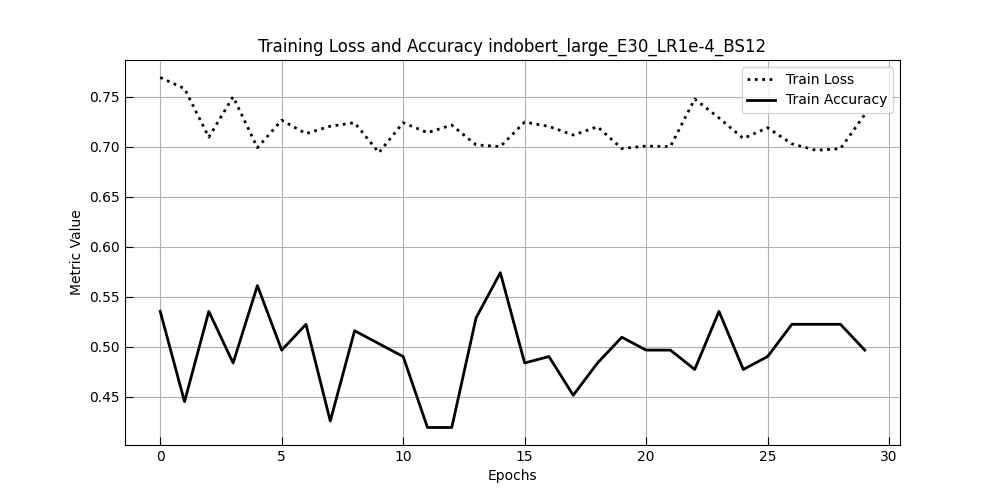 Training Loss and Accuracy indobert_large_E30_LR1e-4_BS12
Train Loss
Train Accuracy
0.75
0.70
0.65
0.60
0.55
0.50
0.45
Metric Value
0 5 10 15 20 25 30
Epochs